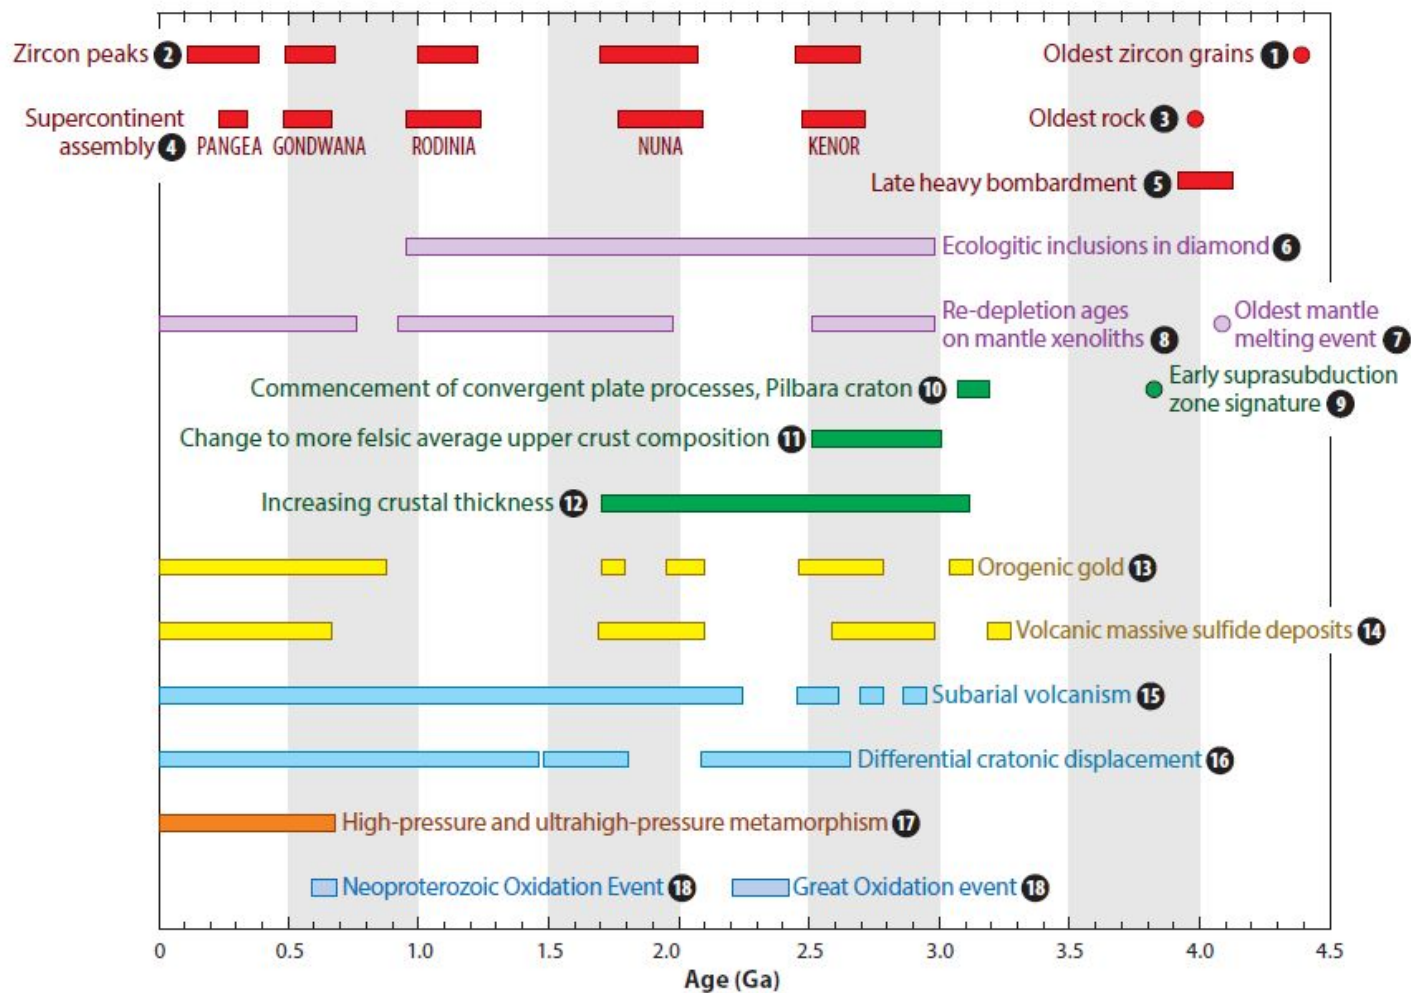 Zircon peaks 2
Oldest zircon grains 1
Supercontinent
assembly 4
PANGEA GONDWANA RODINIA NUNA KENOR
Oldest rock 3
Late heavy bombardment 5
Ecologitic inclusions in diamond 6
Re-depletion ages
on mantle xenoliths 8
Oldest mantle
melting event 7
Commencement of convergent plate processes, Pilbara craton 10
Early suprasubduction
zone signature 9
Change to more felsic average upper crust composition 11
Increasing crustal thickness 12
Orogenic gold 13
Volcanic massive sulfide deposits 14
Subarial volcanism 15
Differential cratonic displacement 16
High-pressure and ultrahigh-pressure metamorphism 17
Neoproterozoic Oxidation Event 18
Great Oxidation event 18
0 0.5 1.0 1.5 2.0 2.5 3.0 3.5 4.0 4.5
Age (Ga)